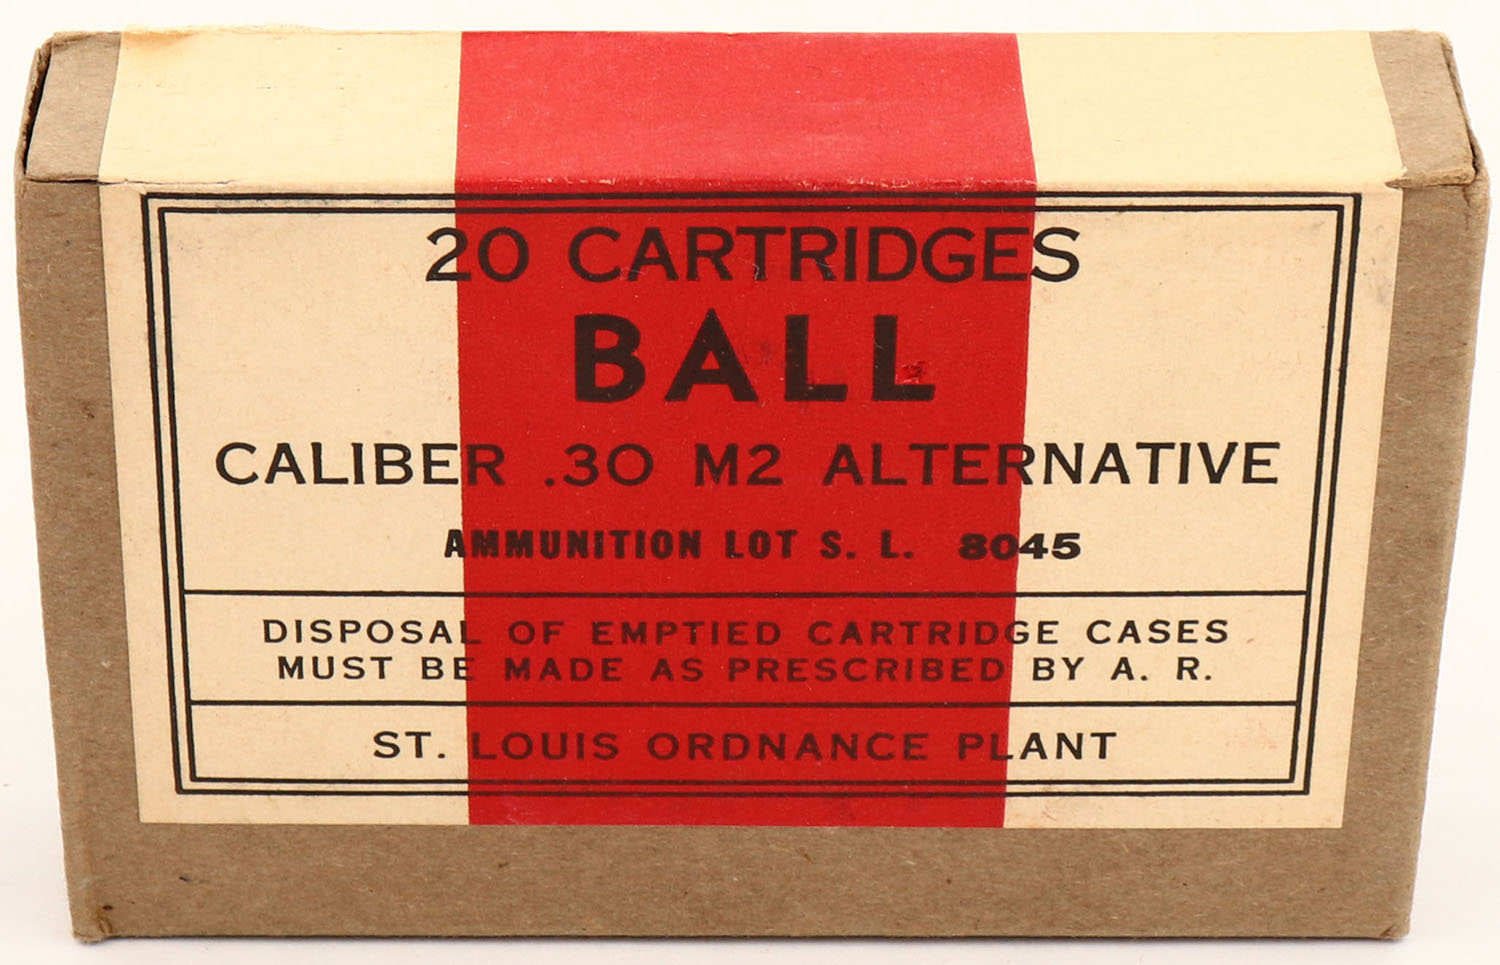 20 CARTRIDGES
BALL
CALIBER .30 M2 ALTERNATIVE
AMMUNITION LOT S. L. 8045
DISPOSAL OF EMPTIED CARTRIDGE CASES
MUST BE MADE AS PRESCRIBED BY A. R.
ST. LOUIS ORDNANCE PLANT